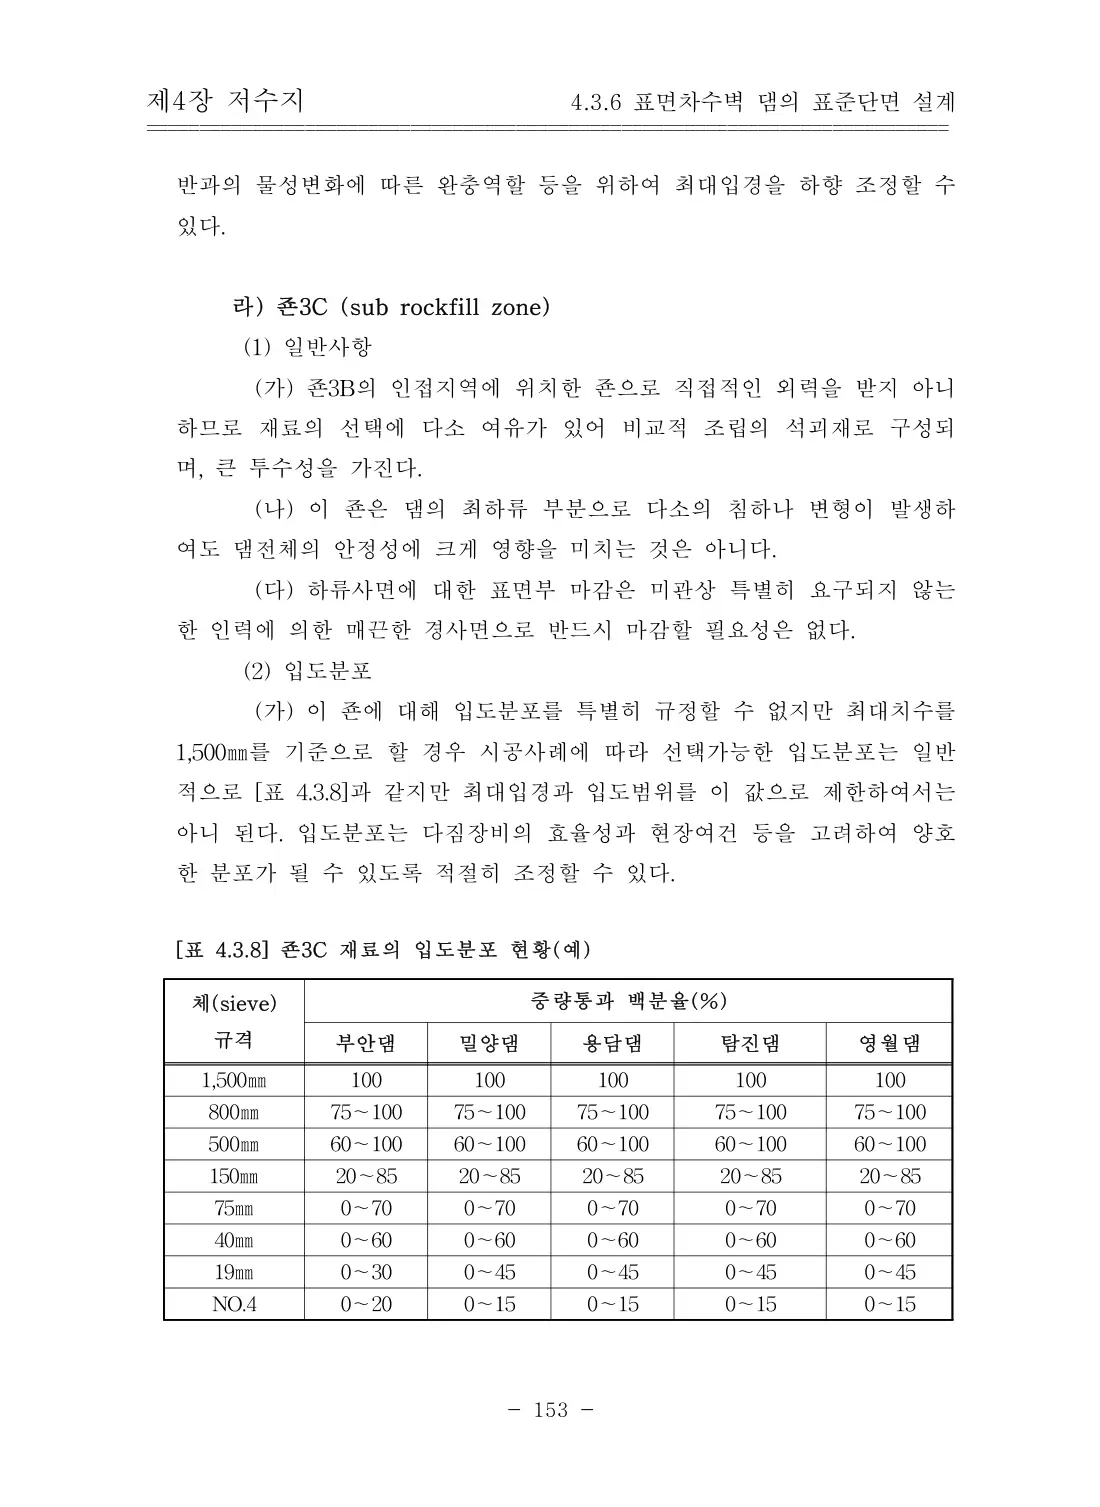 제4장 저수지 4.3.6 표면차수벽 댐의 표준단면 설계
반과의 물성변화에 따른 완충역할 등을 위하여 최대입경을 하향 조정할 수
있다.
라) 죤3C (sub rockfill zone)
(1) 일반사항
(가) 죤3B의 인접지역에 위치한 죤으로 직접적인 외력을 받지 아니
하므로 재료의 선택에 다소 여유가 있어 비교적 조립의 석괴재로 구성되
며, 큰 투수성을 가진다.
(나) 이 죤은 댐의 최하류 부분으로 다소의 침하나 변형이 발생하
여도 댐전체의 안정성에 크게 영향을 미치는 것은 아니다.
(다) 하류사면에 대한 표면부 마감은 미관상 특별히 요구되지 않는
한 인력에 의한 매끈한 경사면으로 반드시 마감할 필요성은 없다.
(2) 입도분포
(가) 이 죤에 대해 입도분포를 특별히 규정할 수 없지만 최대치수를
1,500㎜를 기준으로 할 경우 시공사례에 따라 선택가능한 입도분포는 일반
적으로 [표 4.3.8]과 같지만 최대입경과 입도범위를 이 값으로 제한하여서는
아니 된다. 입도분포는 다짐장비의 효율성과 현장여건 등을 고려하여 양호
한 분포가 될 수 있도록 적절히 조정할 수 있다.
[표 4.3.8] 죤3C 재료의 입도분포 현황(예)
체(sieve) 규격 중량통과 백분율(%)
부안댐 밀양댐 용담댐 탐진댐 영월댐
1,500㎜ 100 100 100 100 100
800㎜ 75~100 75~100 75~100 75~100 75~100
500㎜ 60~100 60~100 60~100 60~100 60~100
150㎜ 20~85 20~85 20~85 20~85 20~85
75㎜ 0~70 0~70 0~70 0~70 0~70
40㎜ 0~60 0~60 0~60 0~60 0~60
19㎜ 0~30 0~45 0~45 0~45 0~45
NO.4 0~20 0~15 0~15 0~15 0~15
- 153 -